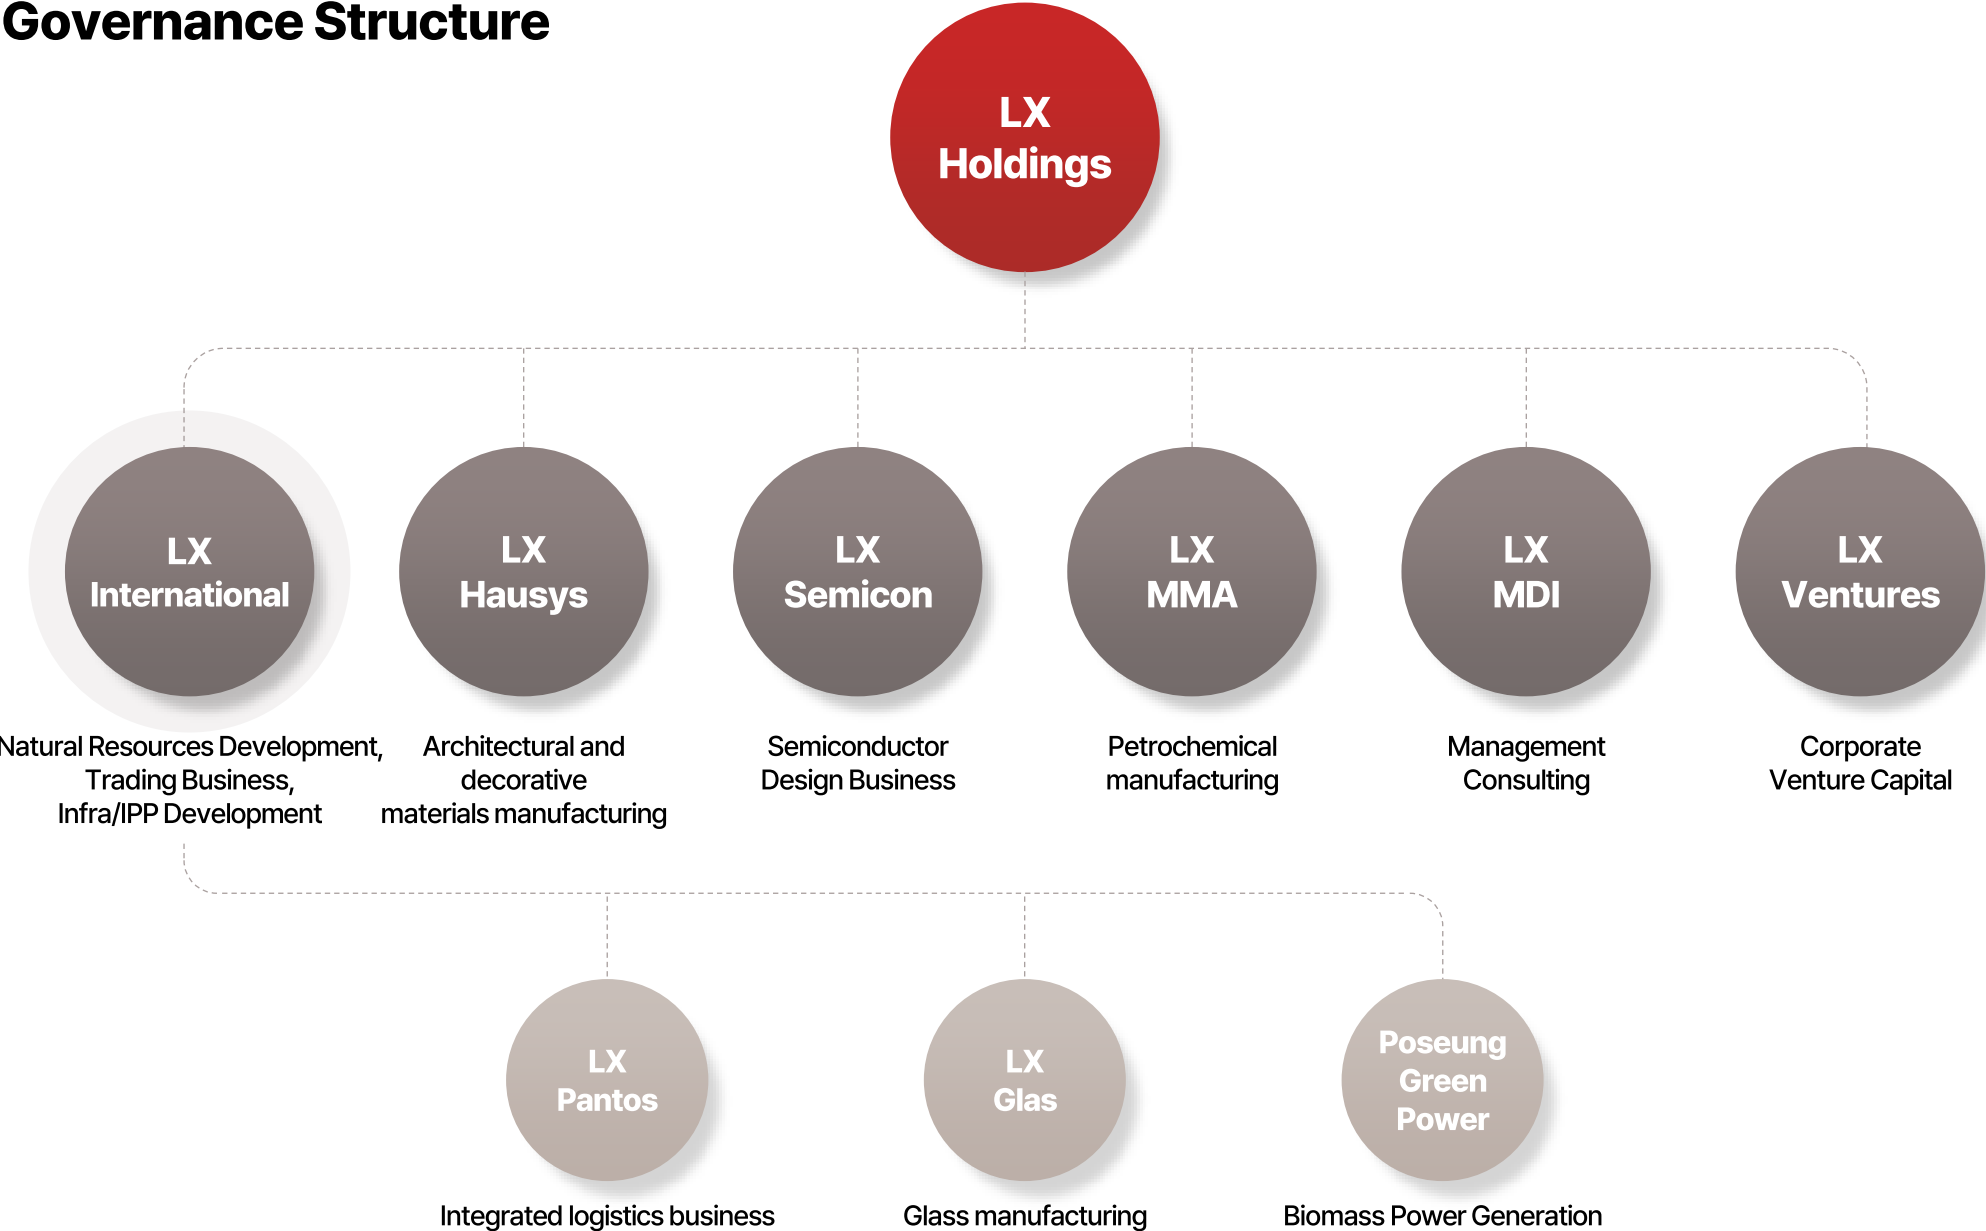 Governance Structure
LX
Holdings
LX
International
LX
Hausys
LX
Semicon
LX
MMA
LX
MDI
LX
Ventures
Natural Resources Development,
Trading Business,
Infra/IPP Development
Architectural and
decorative
materials manufacturing
Semiconductor
Design Business
Petrochemical
manufacturing
Management
Consulting
Corporate
Venture Capital
LX
Pantos
LX
Glas
Poseung
Green
Power
Integrated logistics business
Glass manufacturing
Biomass Power Generation